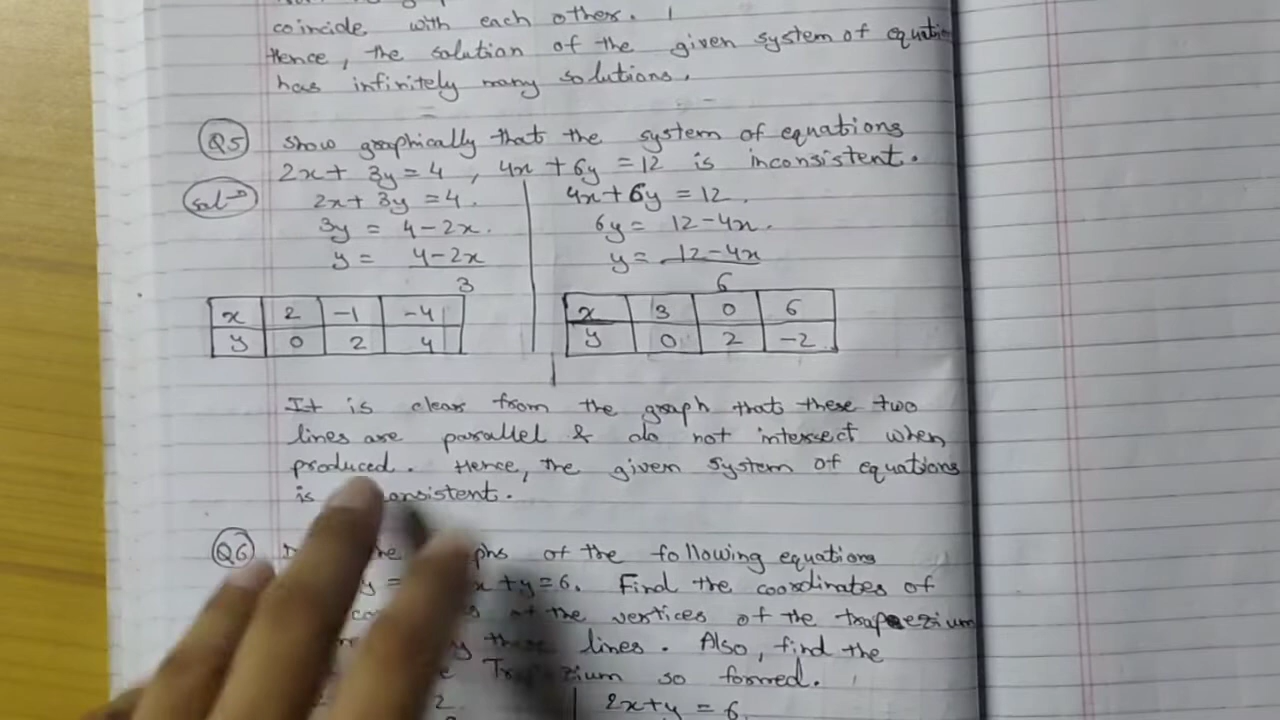 coincide with each other.
Hence, the solution of the given system of
has infinitely many solutions.
Q5 Show graphically that the system of equations
2x + 3y = 4, 4x + 6y = 12 is inconsistent.
Sol-n
2x + 3y = 4.
3y = 4-2x.
y = 4-2x
3
x 2 -1 -4
y 0 2 4
4x + 6y = 12.
6y = 12-4x.
y = 12-4x
6
x 3 0 6
y 0 2 -2
It is clear from the graph that these two
lines are parallel & do not intersect when
produced. Hence, the given system of equations
is
Q6 of the following equations
y = x + y = 6. Find the coordinates of
the vertices of the trapezium
lines. Also, find the
so formed.
2
2x+y = 6